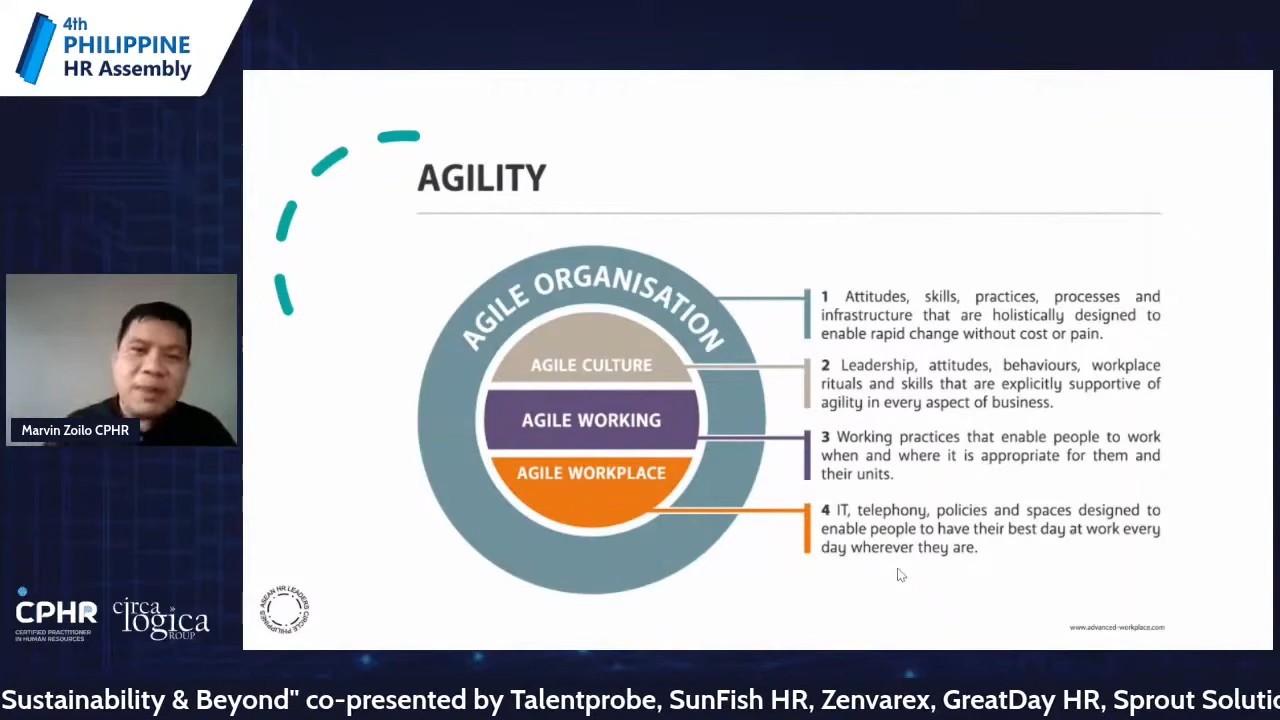 4th
PHILIPPINE
HR Assembly
AGILITY
AGILE ORGANISATION
AGILE CULTURE
AGILE WORKING
AGILE WORKPLACE
1 Attitudes, skills, practices, processes and
infrastructure that are holistically designed to
enable rapid change without cost or pain.
2 Leadership, attitudes, behaviours, workplace
rituals and skills that are explicitly supportive of
agility in every aspect of business.
3 Working practices that enable people to work
when and where it is appropriate for them and
their units.
4 IT, telephony, policies and spaces designed to
enable people to have their best day at work every
day wherever they are.
Marvin Zoilo CPHR
CPHR
CERTIFIED PRACTITIONER
IN HUMAN RESOURCES
circa
logica
GROUP
ASEAN HR LEADERS
CIRCLE PHILIPPINES
www.advanced-workplace.com
Sustainability & Beyond" co-presented by Talentprobe, SunFish HR, Zenvarex, GreatDay HR, Sprout Solutio